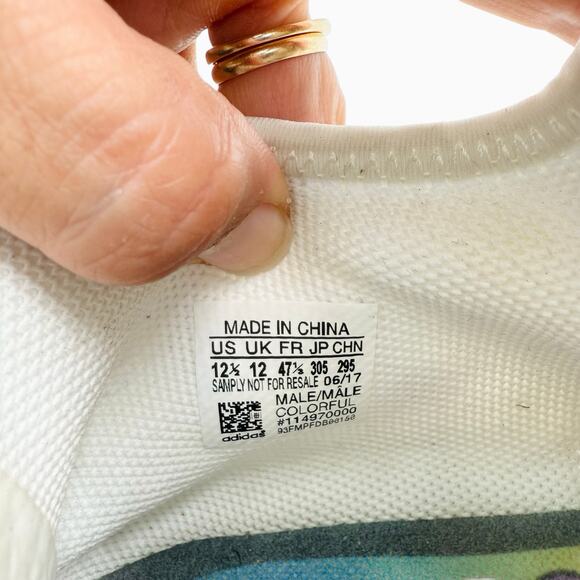 MADE IN CHINA
US UK FR JP CHN
12½ 12 47⅓ 305 295
SAMPLY NOT FOR RESALE 06/17
MALE/MÂLE
COLORFUL
#114970000
adidas